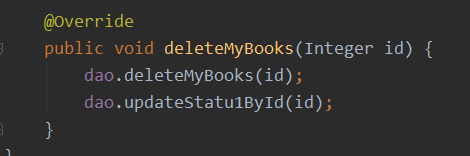 @Override
public void deleteMyBooks(Integer id) {
dao.deleteMyBooks(id);
dao.updateStatu1ById(id);
}
}